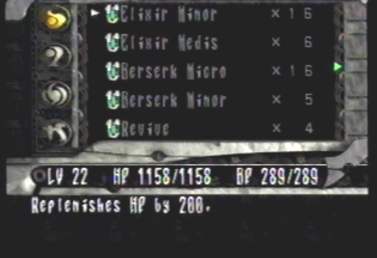 Elixir Minor x 16
Elixir Medis x 6
Berserk Micro x 16
Berserk Minor x 5
Revive x 4
LV 22 HP 1158/1158 BP 289/289
Replenishes HP by 200.